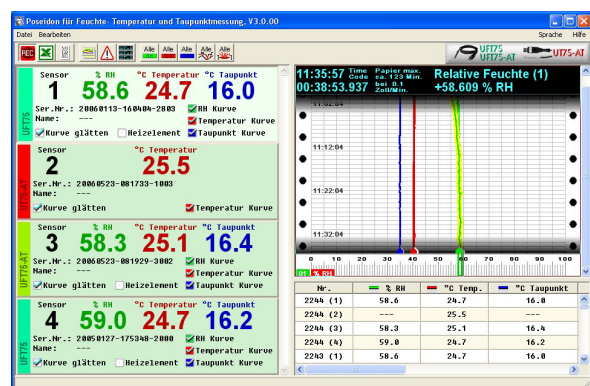 Poseidon für Feuchte- Temperatur und Taupunktmessung, V3.0.00
Datei Bearbeiten Sprache Hilfe
REC Alle Alle Alle Alle Alle UFT75 UFT75-AT UT75-AT
Sensor % RH °C Temperatur °C Taupunkt
1 58.6 24.7 16.0
Ser.Nr.: 20060113-160404-2803 RH Kurve
Name: --- Temperatur Kurve
Kurve glätten Heizelement Taupunkt Kurve
UFT75
Sensor °C Temperatur
2 25.5
Ser.Nr.: 20060523-081733-1003
Name: ---
Kurve glätten Temperatur Kurve
UT75-AT
Sensor % RH °C Temperatur °C Taupunkt
3 58.3 25.1 16.4
Ser.Nr.: 20060523-081929-3002 RH Kurve
Name: --- Temperatur Kurve
Kurve glätten Heizelement Taupunkt Kurve
UFT75-AT
Sensor % RH °C Temperatur °C Taupunkt
4 59.0 24.7 16.2
Ser.Nr.: 20050127-175348-2000 RH Kurve
Name: --- Temperatur Kurve
Kurve glätten Heizelement Taupunkt Kurve
UFT75
11:35:57 Time Papier max. Relative Feuchte (1)
Code ca. 123 Min.
00:38:53.937 bei 0.1 +58.609 % RH
Zoll/Min.
11:02:04
11:12:04
11:22:04
11:32:04
0 10 20 30 40 50 60 70 80 90 100
01 % RH
Nr. % RH °C Temp. °C Taupunkt
2244 (1) 58.6 24.7 16.0
2244 (2) --- 25.5 ---
2244 (3) 58.3 25.1 16.4
2244 (4) 59.0 24.7 16.2
2243 (1) 58.6 24.7 16.0